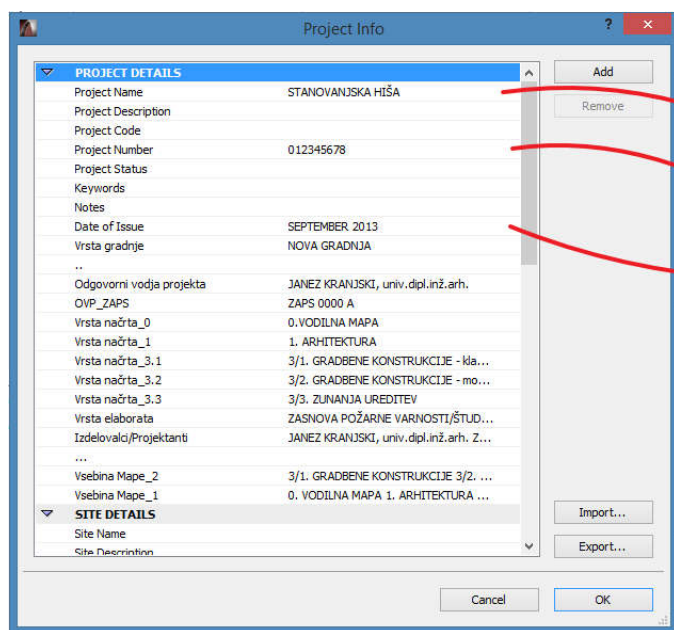 Project Info
?
×
PROJECT DETAILS
Project Name STANOVANJSKA HIŠA
Project Description
Project Code
Project Number 012345678
Project Status
Keywords
Notes
Date of Issue SEPTEMBER 2013
Vrsta gradnje NOVA GRADNJA
..
Odgovorni vodja projekta JANEZ KRANJSKI, univ.dipl.inž.arh.
OVP_ZAPS ZAPS 0000 A
Vrsta načrta_0 0.VODILNA MAPA
Vrsta načrta_1 1. ARHITEKTURA
Vrsta načrta_3.1 3/1. GRADBENE KONSTRUKCIJE - kla...
Vrsta načrta_3.2 3/2. GRADBENE KONSTRUKCIJE - mo...
Vrsta načrta_3.3 3/3. ZUNANJA UREDITEV
Vrsta elaborata ZASNOVA POŽARNE VARNOSTI/ŠTUD...
Izdelovalci/Projektanti JANEZ KRANJSKI, univ.dipl.inž.arh. Z...
...
Vsebina Mape_2 3/1. GRADBENE KONSTRUKCIJE 3/2. ...
Vsebina Mape_1 0. VODILNA MAPA 1. ARHITEKTURA ...
SITE DETAILS
Site Name
Site Description
Add
Remove
Import...
Export...
Cancel
OK